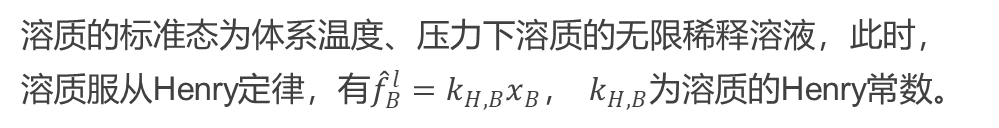 溶质的标准态为体系温度、压力下溶质的无限稀释溶液，此时，
溶质服从Henry定律，有$\hat{f}_B^l = k_{H,B}x_B$， $k_{H,B}$为溶质的Henry常数。